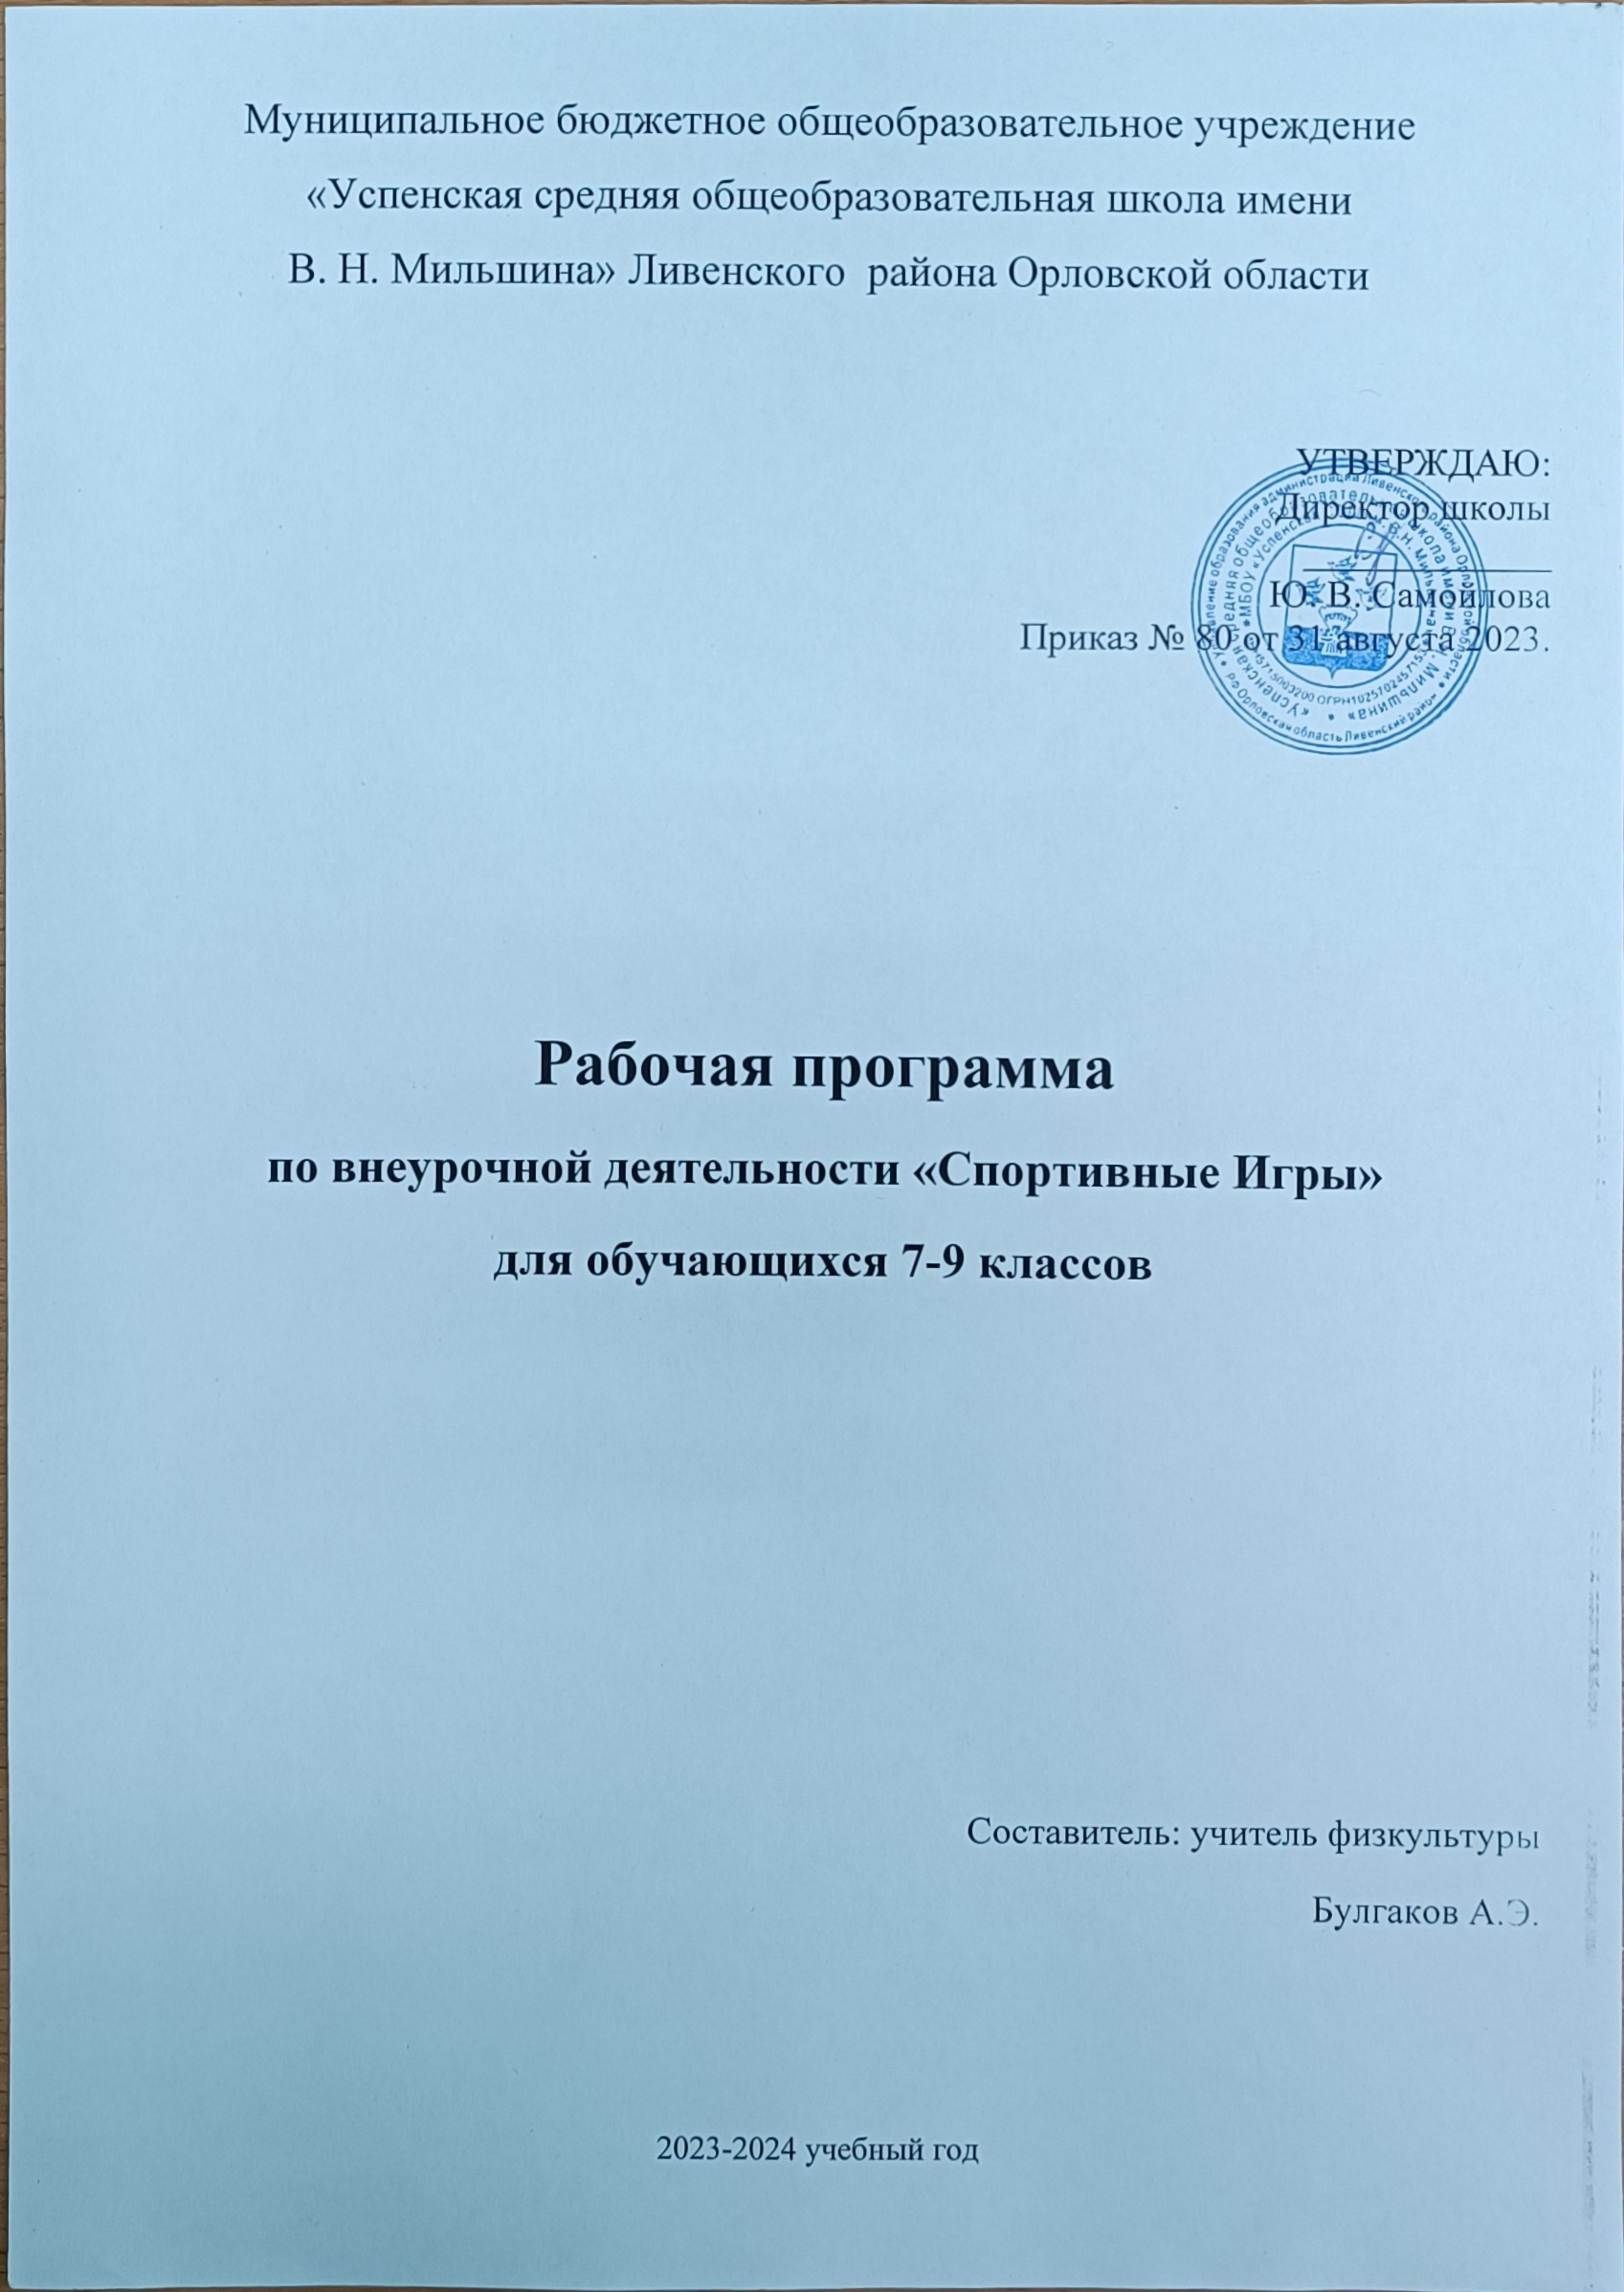 Муниципальное бюджетное общеобразовательное учреждение
«Успенская средняя общеобразовательная школа имени
В. Н. Мильшина» Ливенского района Орловской области
УТВЕРЖДАЮ:
Директор школы
Ю. В. Самойлова
Приказ № 80 от 31 августа 2023.
Рабочая программа
по внеурочной деятельности «Спортивные Игры»
для обучающихся 7-9 классов
Составитель: учитель физкультуры
Булгаков А.Э.
2023-2024 учебный год